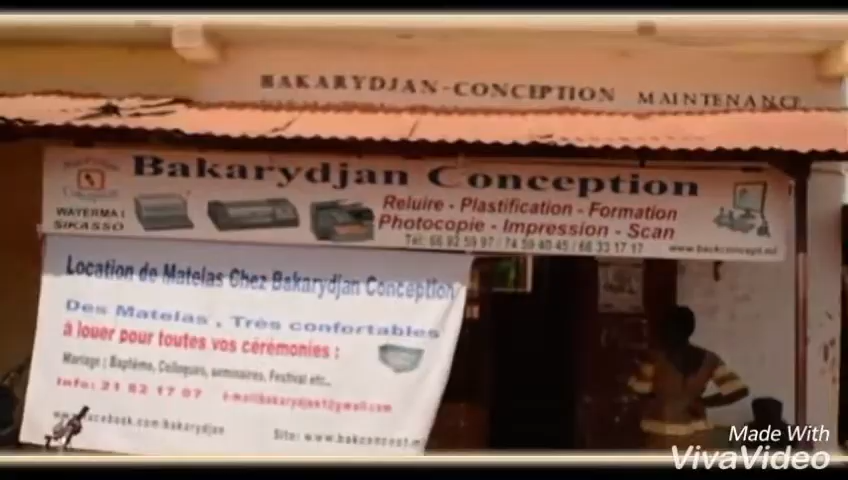 BAKARYDJAN-CONCEPTION MAINTENANCE
Bakarydjan Conception
WAYERMA I
SIKASSO
Reluire - Plastification - Formation
Photocopie - Impression - Scan
Tel: 66 92 59 97 / 74 59 40 45 / 66 33 17 17
Location de Matelas Chez Bakarydjan Conception
Des Matelas, Très confortables
à louer pour toutes vos cérémonies :
Mariage ; Baptême, Colloques, seminaires, Festival etc..
Info: 21 62 17 07
facebook.com/bakarydjan
Site: www.bakconcept.ml
Made With
VivaVideo